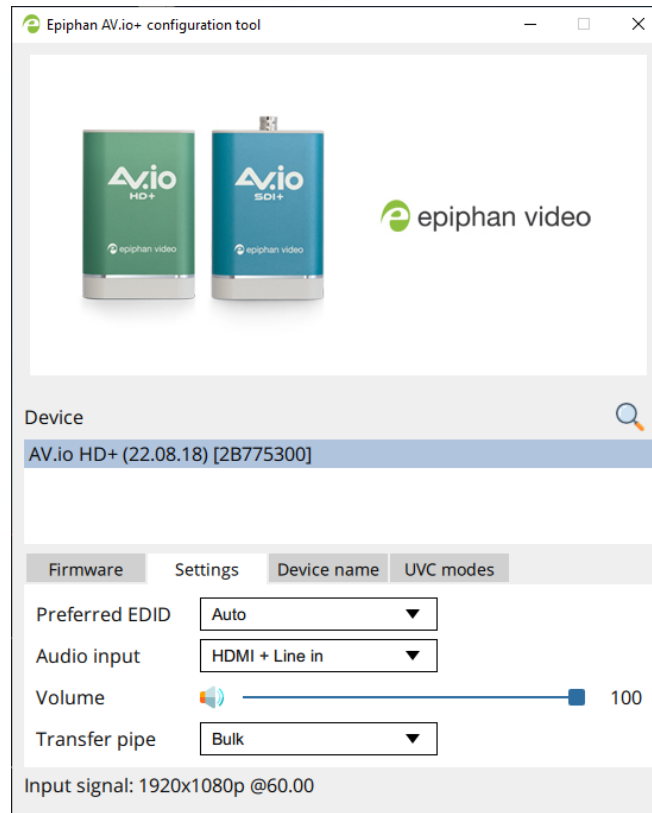 Epiphan AV.io+ configuration tool
AV.io
HD+
epiphan video
AV.io
SDI+
epiphan video
epiphan video
Device
AV.io HD+ (22.08.18) [2B775300]
Firmware Settings Device name UVC modes
Preferred EDID Auto
Audio input HDMI + Line in
Volume 100
Transfer pipe Bulk
Input signal: 1920x1080p @60.00